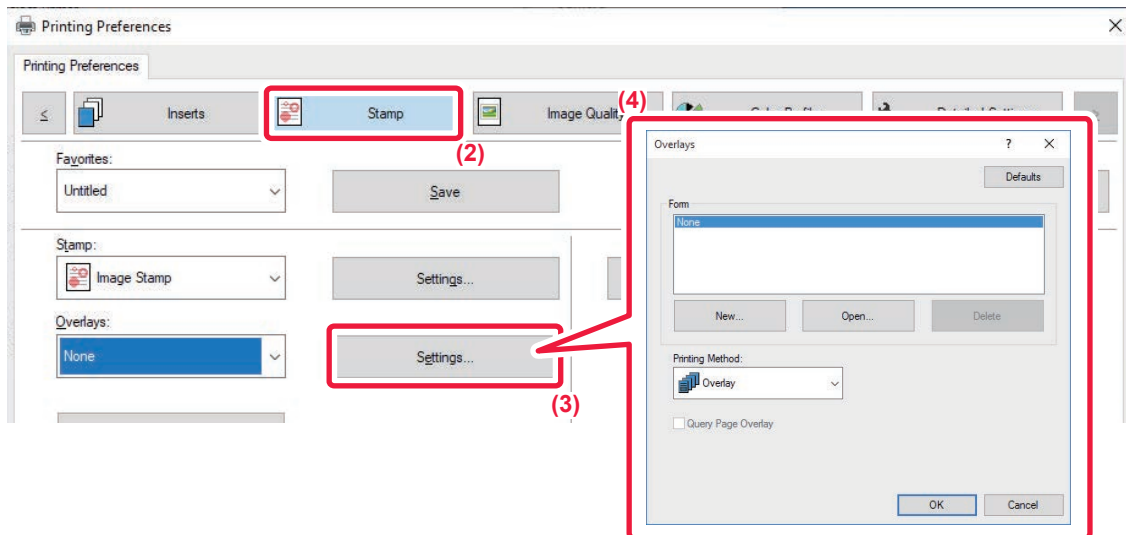 Printing Preferences
Printing Preferences
< Inserts Stamp Image Quality
(4)
(2)
Favorites:
Untitled Save
Stamp:
Image Stamp Settings...
Overlays:
None Settings...
(3)
Overlays ? X
Defaults
Form
None
New... Open... Delete
Printing Method:
Overlay
Query Page Overlay
OK Cancel